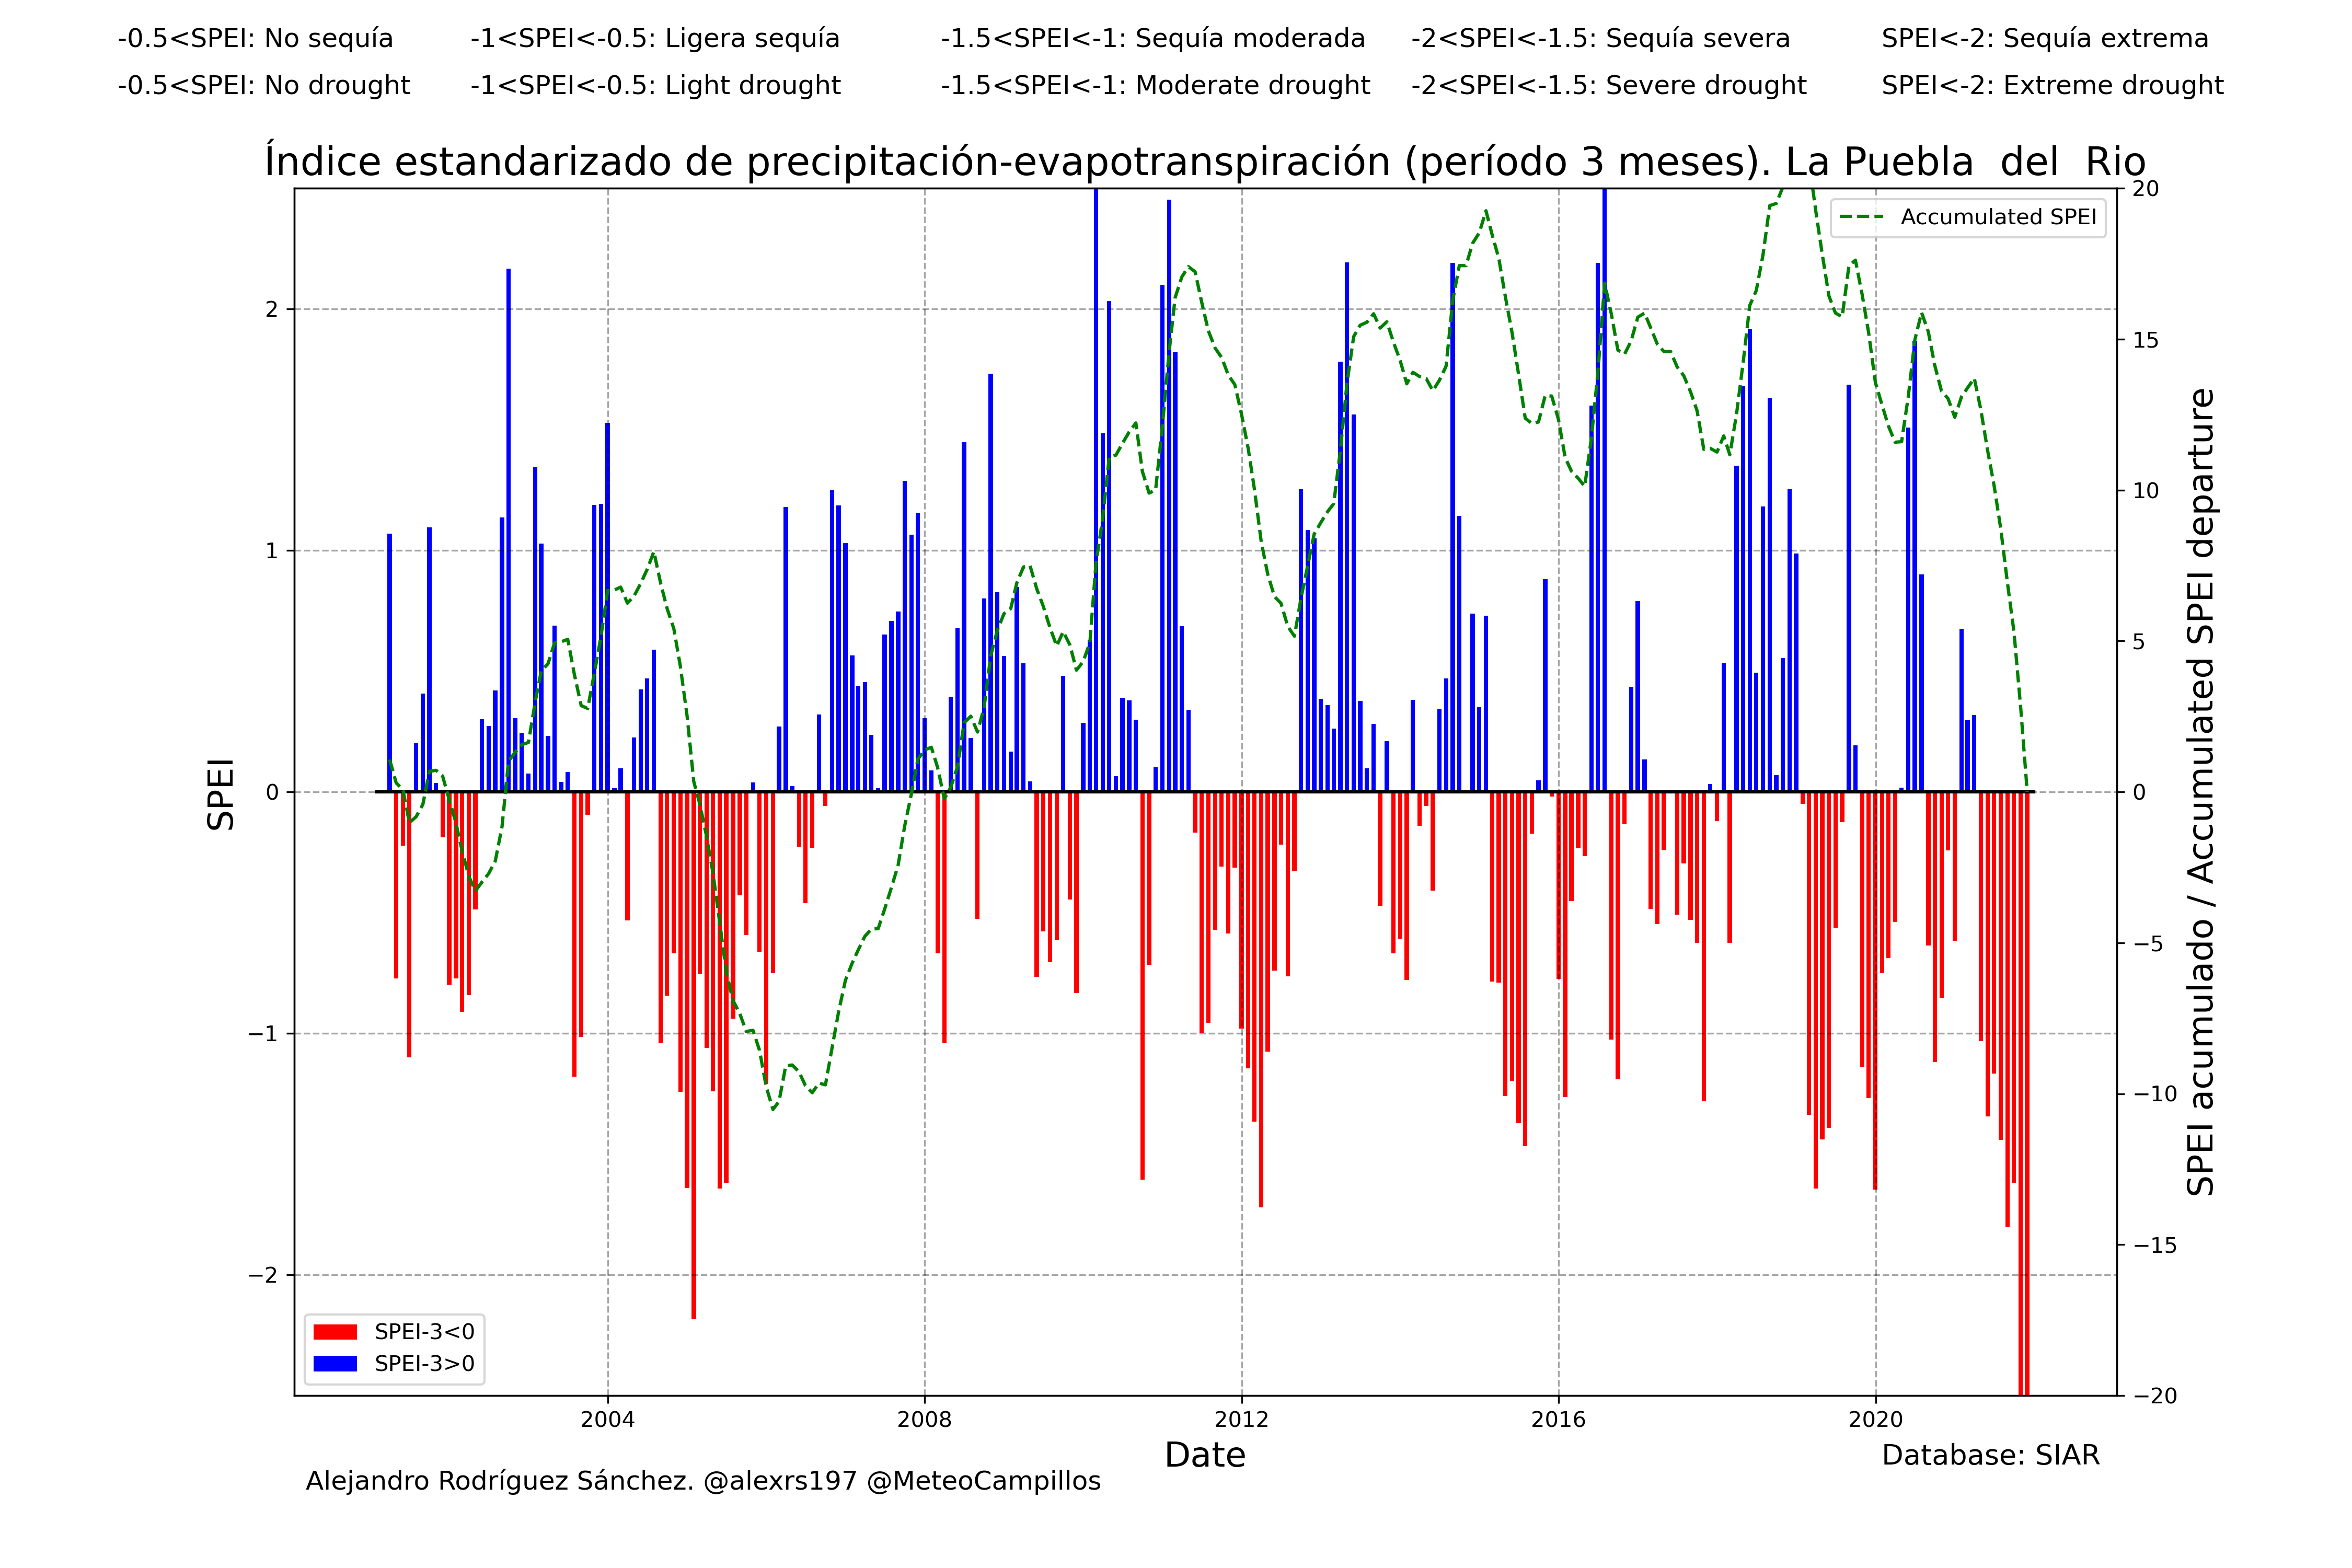 -0.5<SPEI: No sequía -1<SPEI<-0.5: Ligera sequía -1.5<SPEI<-1: Sequía moderada -2<SPEI<-1.5: Sequía severa SPEI<-2: Sequía extrema
-0.5<SPEI: No drought -1<SPEI<-0.5: Light drought -1.5<SPEI<-1: Moderate drought -2<SPEI<-1.5: Severe drought SPEI<-2: Extreme drought
Índice estandarizado de precipitación-evapotranspiración (período 3 meses). La Puebla del Rio
Accumulated SPEI
SPEI
2
1
0
−1
−2
20
15
10
5
0
−5
−10
−15
−20
SPEI acumulado / Accumulated SPEI departure
SPEI-3<0
SPEI-3>0
2004 2008 2012 2016 2020
Date
Database: SIAR
Alejandro Rodríguez Sánchez. @alexrs197 @MeteoCampillos